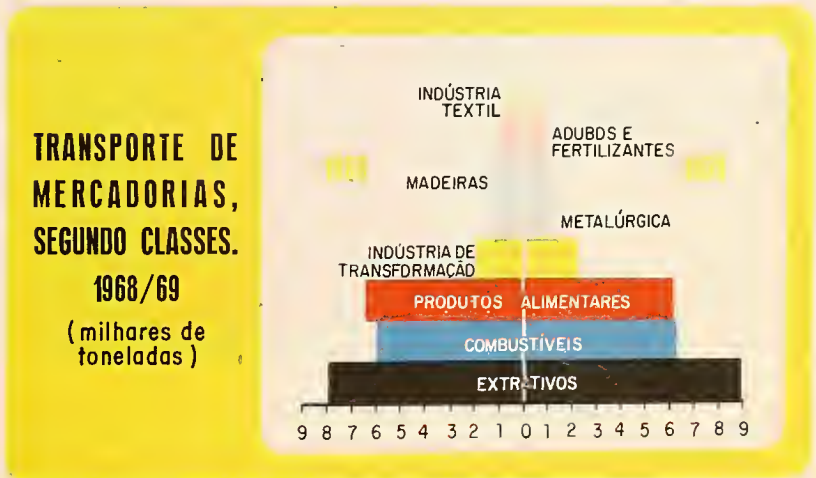 TRANSPORTE DE
MERCADORIAS,
SEGUNDO CLASSES.
1968/69
(milhares de
toneladas)
INDÚSTRIA
TEXTIL
ADUBOS E
FERTILIZANTES
MADEIRAS
METALÚRGICA
INDÚSTRIA DE
TRANSFORMAÇÃO
PRODUTOS ALIMENTARES
COMBUSTÍVEIS
EXTRATIVOS
9 8 7 6 5 4 3 2 1 0 1 2 3 4 5 6 7 8 9